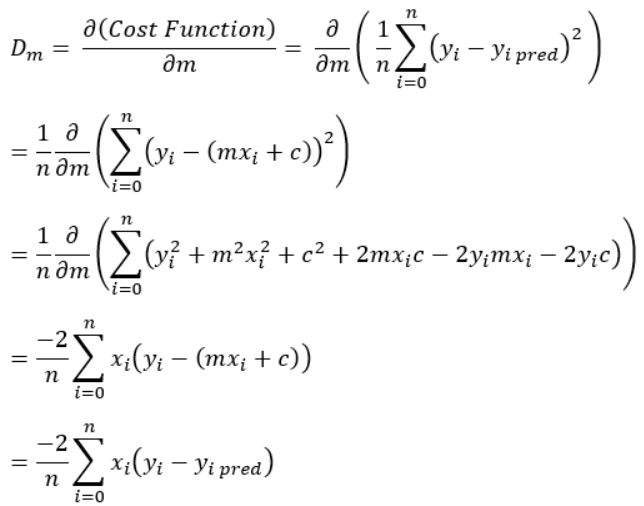 D_m = ∂(Cost Function)/∂m = ∂/∂m ( 1/n ∑_{i=0}^{n} (y_i − y_{i pred})^2 )
= 1/n ∂/∂m ( ∑_{i=0}^{n} (y_i − (mx_i + c))^2 )
= 1/n ∂/∂m ( ∑_{i=0}^{n} (y_i^2 + m^2x_i^2 + c^2 + 2mx_ic − 2y_imx_i − 2y_ic) )
= −2/n ∑_{i=0}^{n} x_i(y_i − (mx_i + c))
= −2/n ∑_{i=0}^{n} x_i(y_i − y_{i pred})